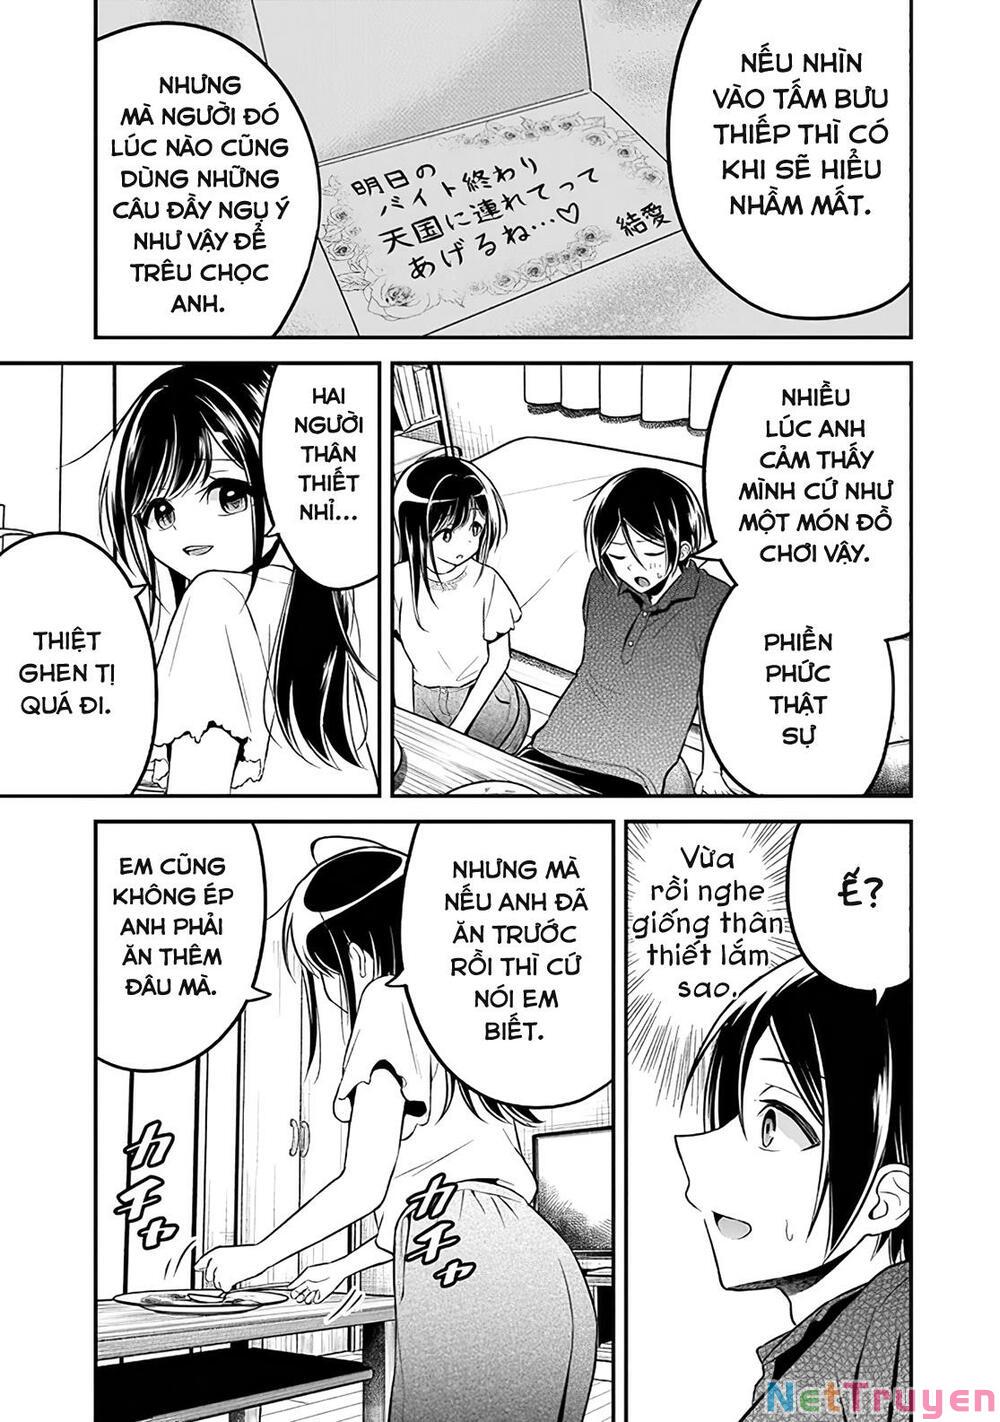 NẾU NHÌN
VÀO TẤM BƯU
THIẾP THÌ CÓ
KHI SẼ HIỂU
NHẦM MẤT.
明日の
バイト終わり
天国に連れてって
あげるね…♡
結愛
NHƯNG
MÀ NGƯỜI ĐÓ
LÚC NÀO CŨNG
DÙNG NHỮNG
CÂU ĐẦY NGỤ Ý
NHƯ VẬY ĐỂ
TRÊU CHỌC
ANH.
NHIỀU
LÚC ANH
CẢM THẤY
MÌNH CỨ NHƯ
MỘT MÓN ĐỒ
CHƠI VẬY.
PHIỀN
PHỨC
THẬT
SỰ
HAI
NGƯỜI
THÂN
THIẾT
NHỈ...
THIỆT
GHEN TỊ
QUÁ ĐI.
Ế?
Vừa
rồi nghe
giống thân
thiết lắm
sao.
NHƯNG MÀ
NẾU ANH ĐÃ
ĂN TRƯỚC
RỒI THÌ CỨ
NÓI EM
BIẾT.
EM CŨNG
KHÔNG ÉP
ANH PHẢI
ĂN THÊM
ĐÂU MÀ.
カチャ
カチャ
NetTruyen